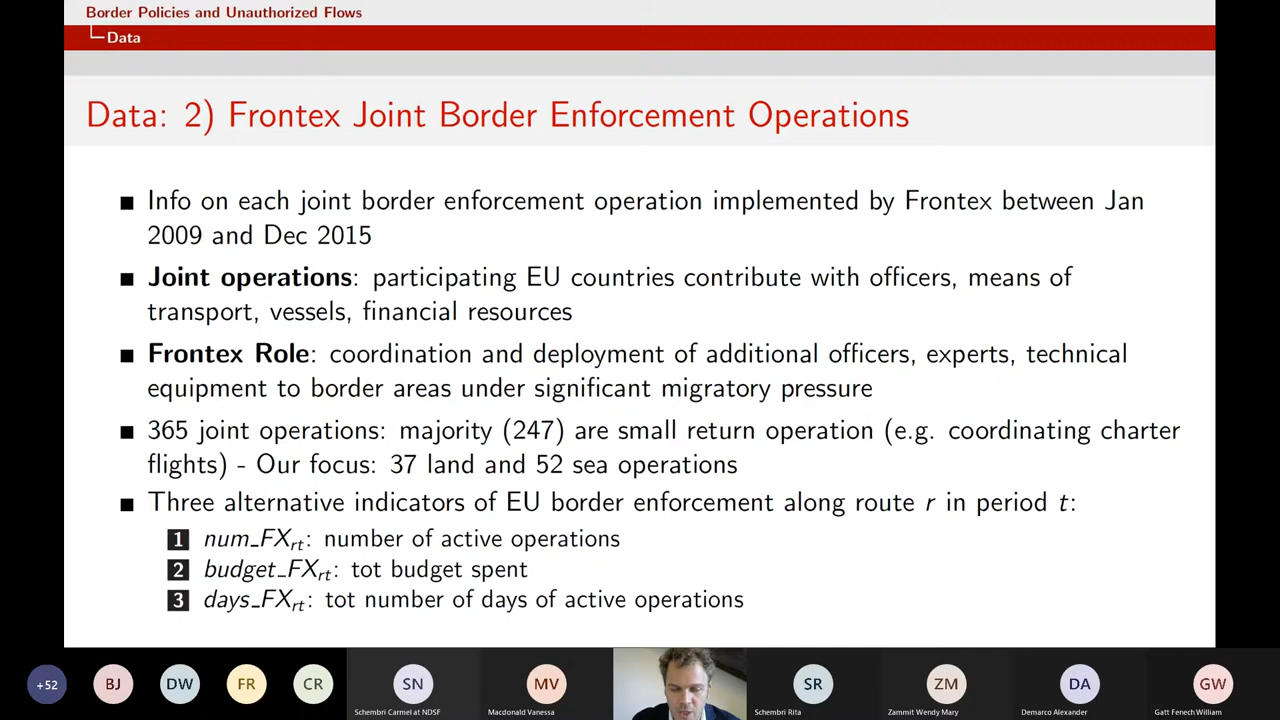 Border Policies and Unauthorized Flows
Data
Data: 2) Frontex Joint Border Enforcement Operations
■ Info on each joint border enforcement operation implemented by Frontex between Jan
2009 and Dec 2015
■ Joint operations: participating EU countries contribute with officers, means of
transport, vessels, financial resources
■ Frontex Role: coordination and deployment of additional officers, experts, technical
equipment to border areas under significant migratory pressure
■ 365 joint operations: majority (247) are small return operation (e.g. coordinating charter
flights) - Our focus: 37 land and 52 sea operations
■ Three alternative indicators of EU border enforcement along route r in period t:
1 num_FXrt: number of active operations
2 budget_FXrt: tot budget spent
3 days_FXrt: tot number of days of active operations
+52 BJ DW FR CR SN MV SR ZM DA GW
Schembri Carmel at NDSF Macdonald Vanessa Schembri Rita Zammit Wendy Mary Demarco Alexander Gatt Fenech William